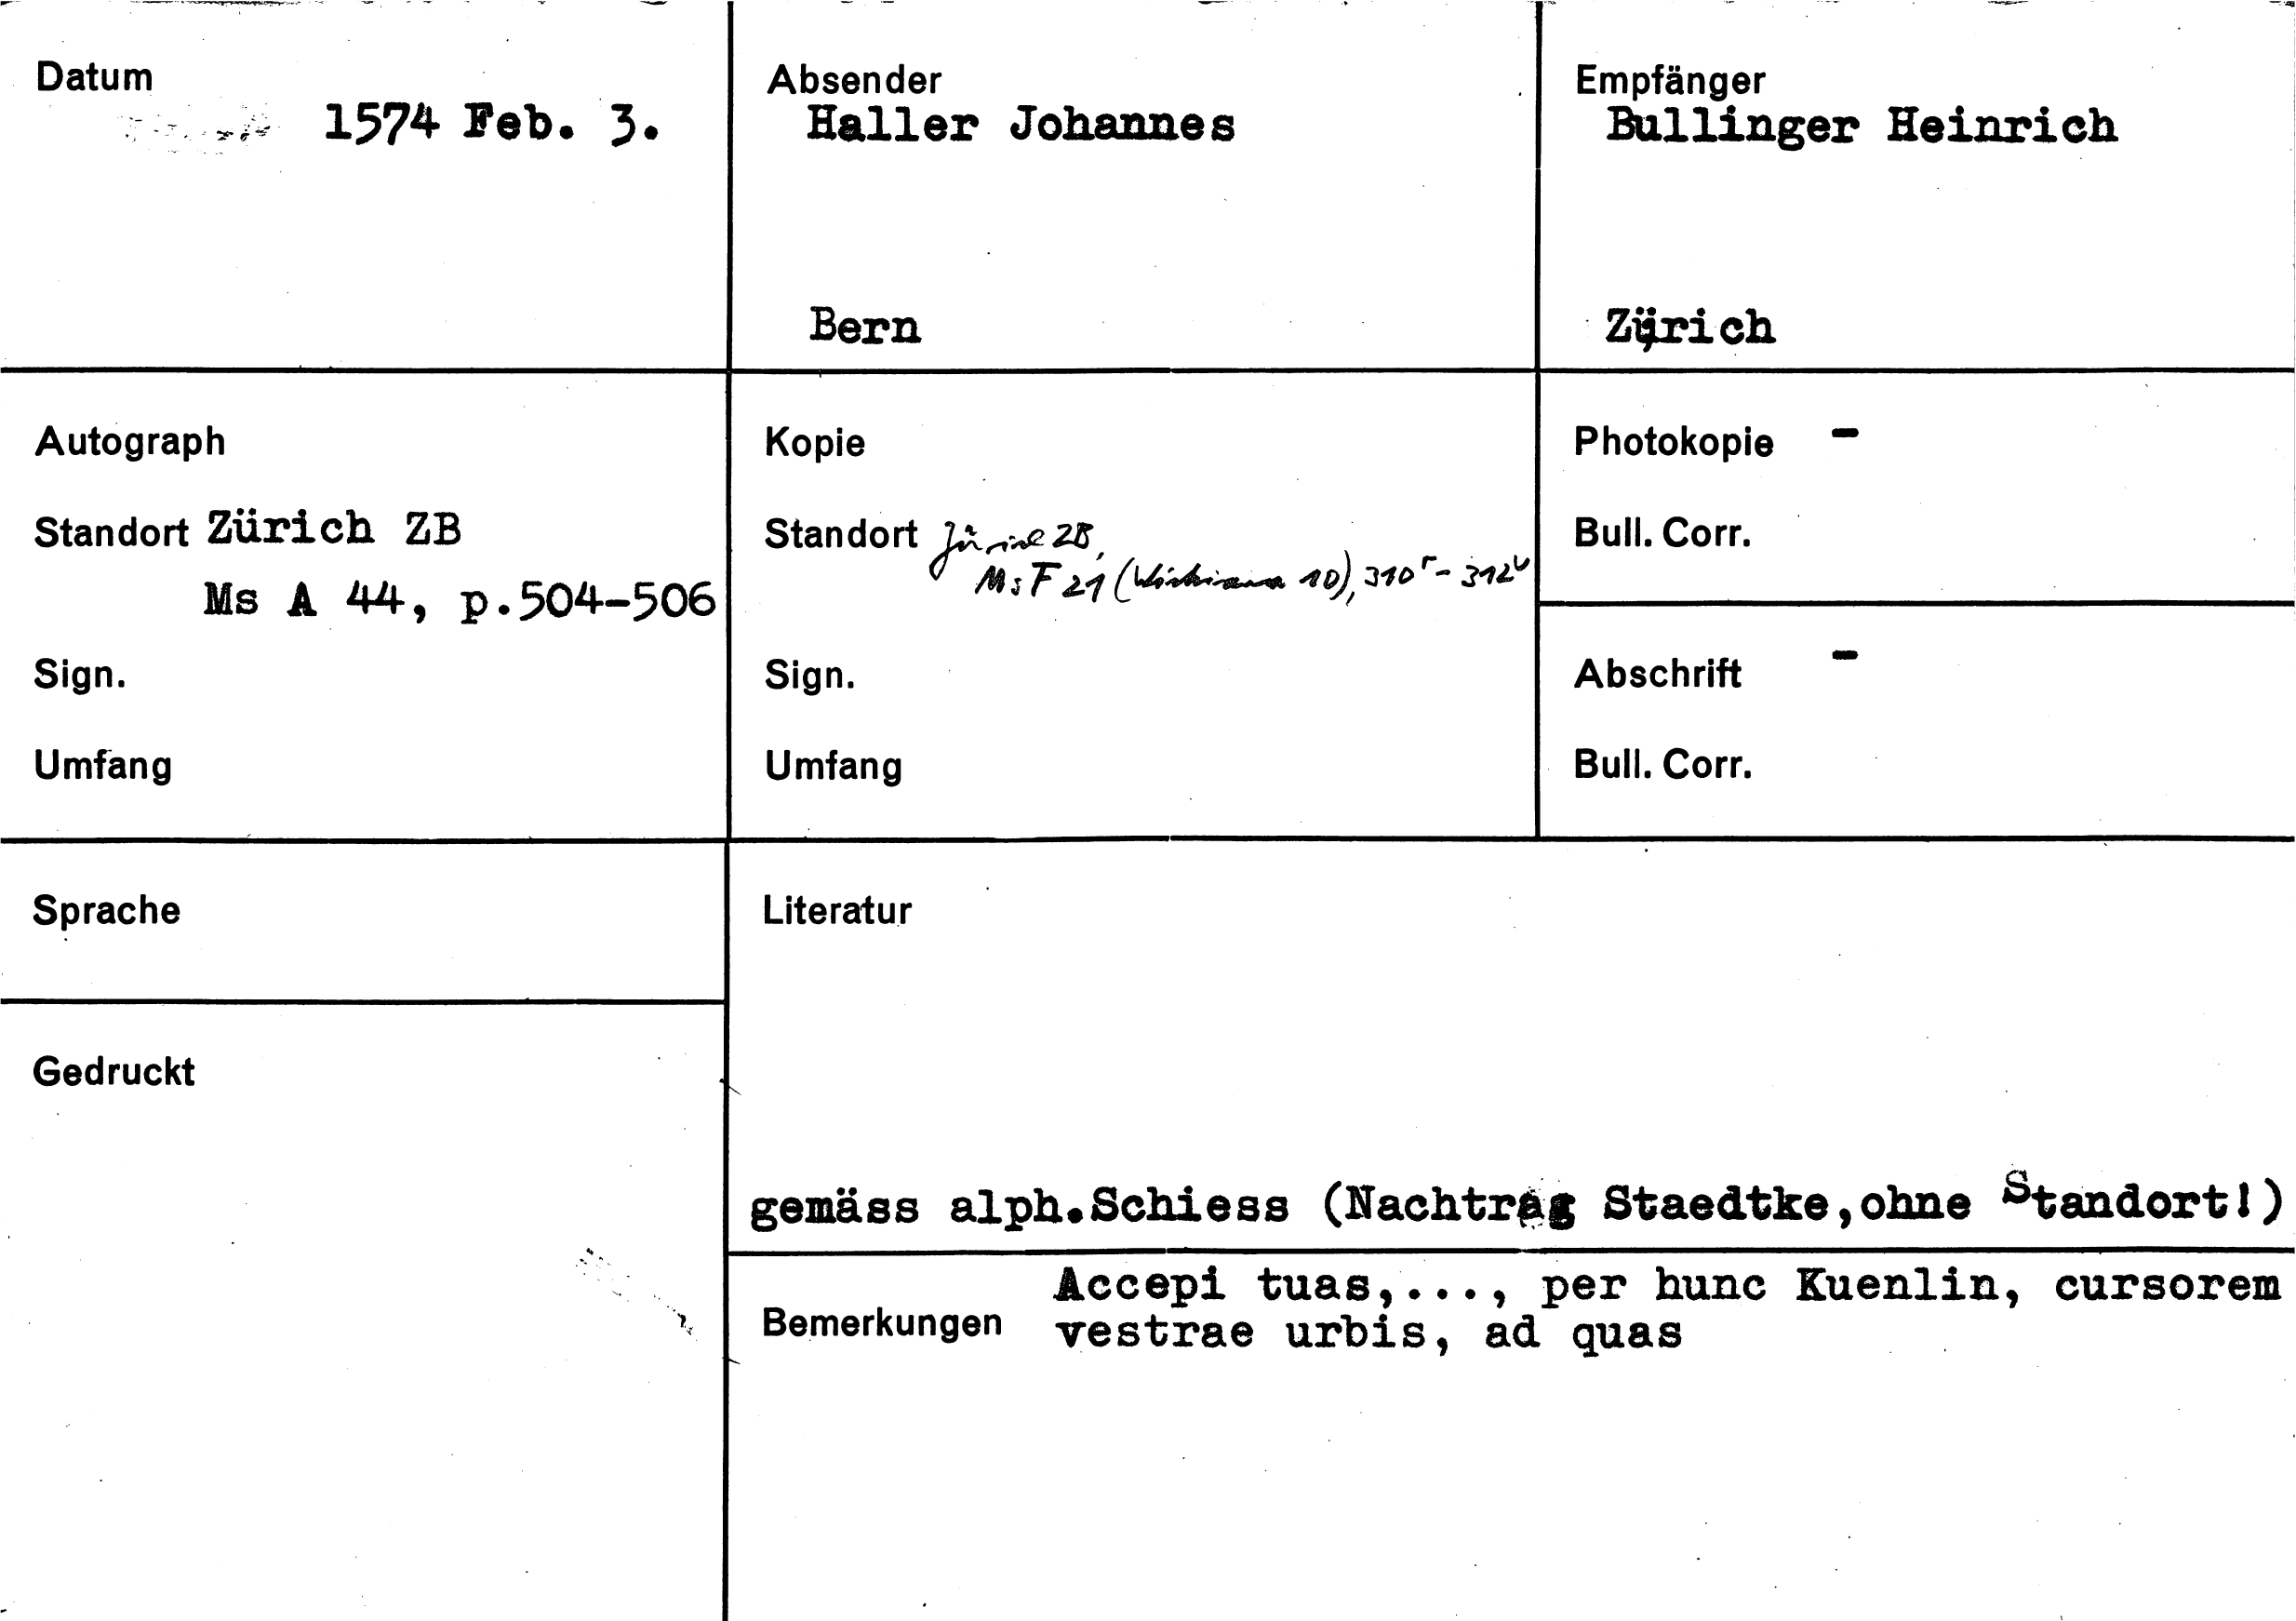 Datum
1574 Feb. 3.
Absender
Haller Johannes
Bern
Empfänger
Bullinger Heinrich
Zürich
Autograph
Standort Zürich ZB
Ms A 44, p.504-506
Sign.
Umfang
Kopie
Standort Zürich ZB,
Ms F 21 (Wickiana 10), 310r - 312v
Sign.
Umfang
Photokopie -
Bull. Corr.
Abschrift -
Bull. Corr.
Sprache
Gedruckt
Literatur
gemäss alph.Schiess (Nachtrag Staedtke,ohne Standort!)
Bemerkungen
Accepi tuas,..., per hunc Kuenlin, cursorem
vestrae urbis, ad quas